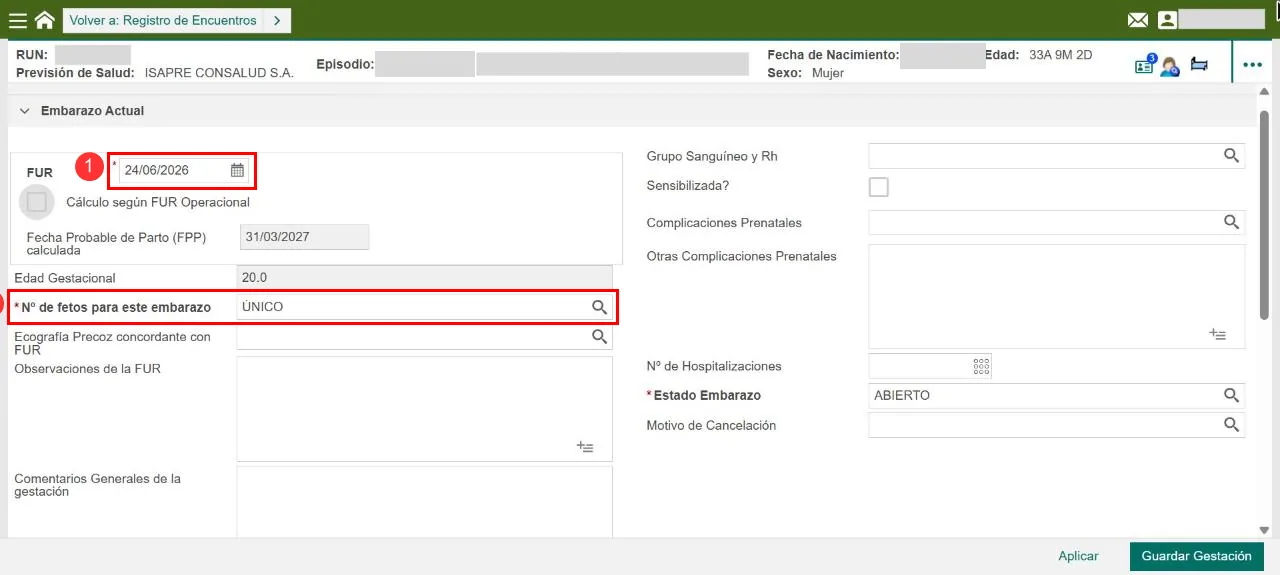 Volver a: Registro de Encuentros
RUN:
Previsión de Salud: ISAPRE CONSALUD S.A.
Episodio:
Fecha de Nacimiento:
Edad: 33A 9M 2D
Sexo: Mujer
3
Embarazo Actual
1
FUR
* 24/06/2026
Cálculo según FUR Operacional
Fecha Probable de Parto (FPP)
calculada
31/03/2027
Edad Gestacional
20.0
*Nº de fetos para este embarazo
ÚNICO
Ecografía Precoz concordante con
FUR
Observaciones de la FUR
Comentarios Generales de la
gestación
Grupo Sanguíneo y Rh
Sensibilizada?
Complicaciones Prenatales
Otras Complicaciones Prenatales
Nº de Hospitalizaciones
*Estado Embarazo
ABIERTO
Motivo de Cancelación
Aplicar
Guardar Gestación